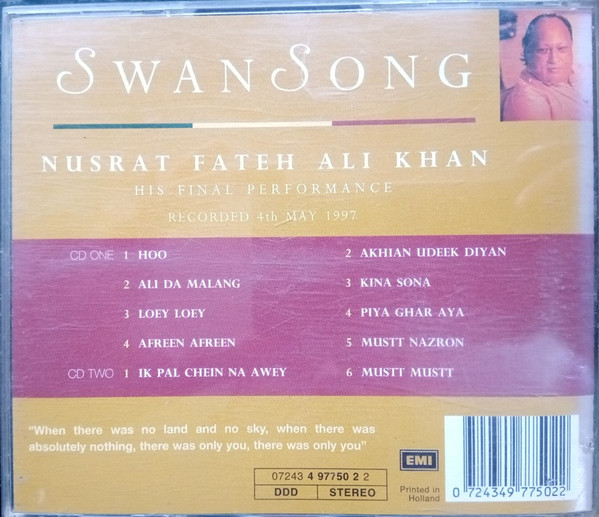 SWANSONG
NUSRAT FATEH ALI KHAN
HIS FINAL PERFORMANCE
RECORDED 4th MAY 1997
CD ONE 1 HOO
2 ALI DA MALANG
3 LOEY LOEY
4 AFREEN AFREEN
CD TWO 1 IK PAL CHEIN NA AWEY
2 AKHIAN UDEEK DIYAN
3 KINA SONA
4 PIYA GHAR AYA
5 MUSTT NAZRON
6 MUSTT MUSTT
"When there was no land and no sky, when there was
absolutely nothing, there was only you, there was only you"
07243 4 97750 2 2
DDD STEREO
EMI
Printed in
Holland
0 724349 775022